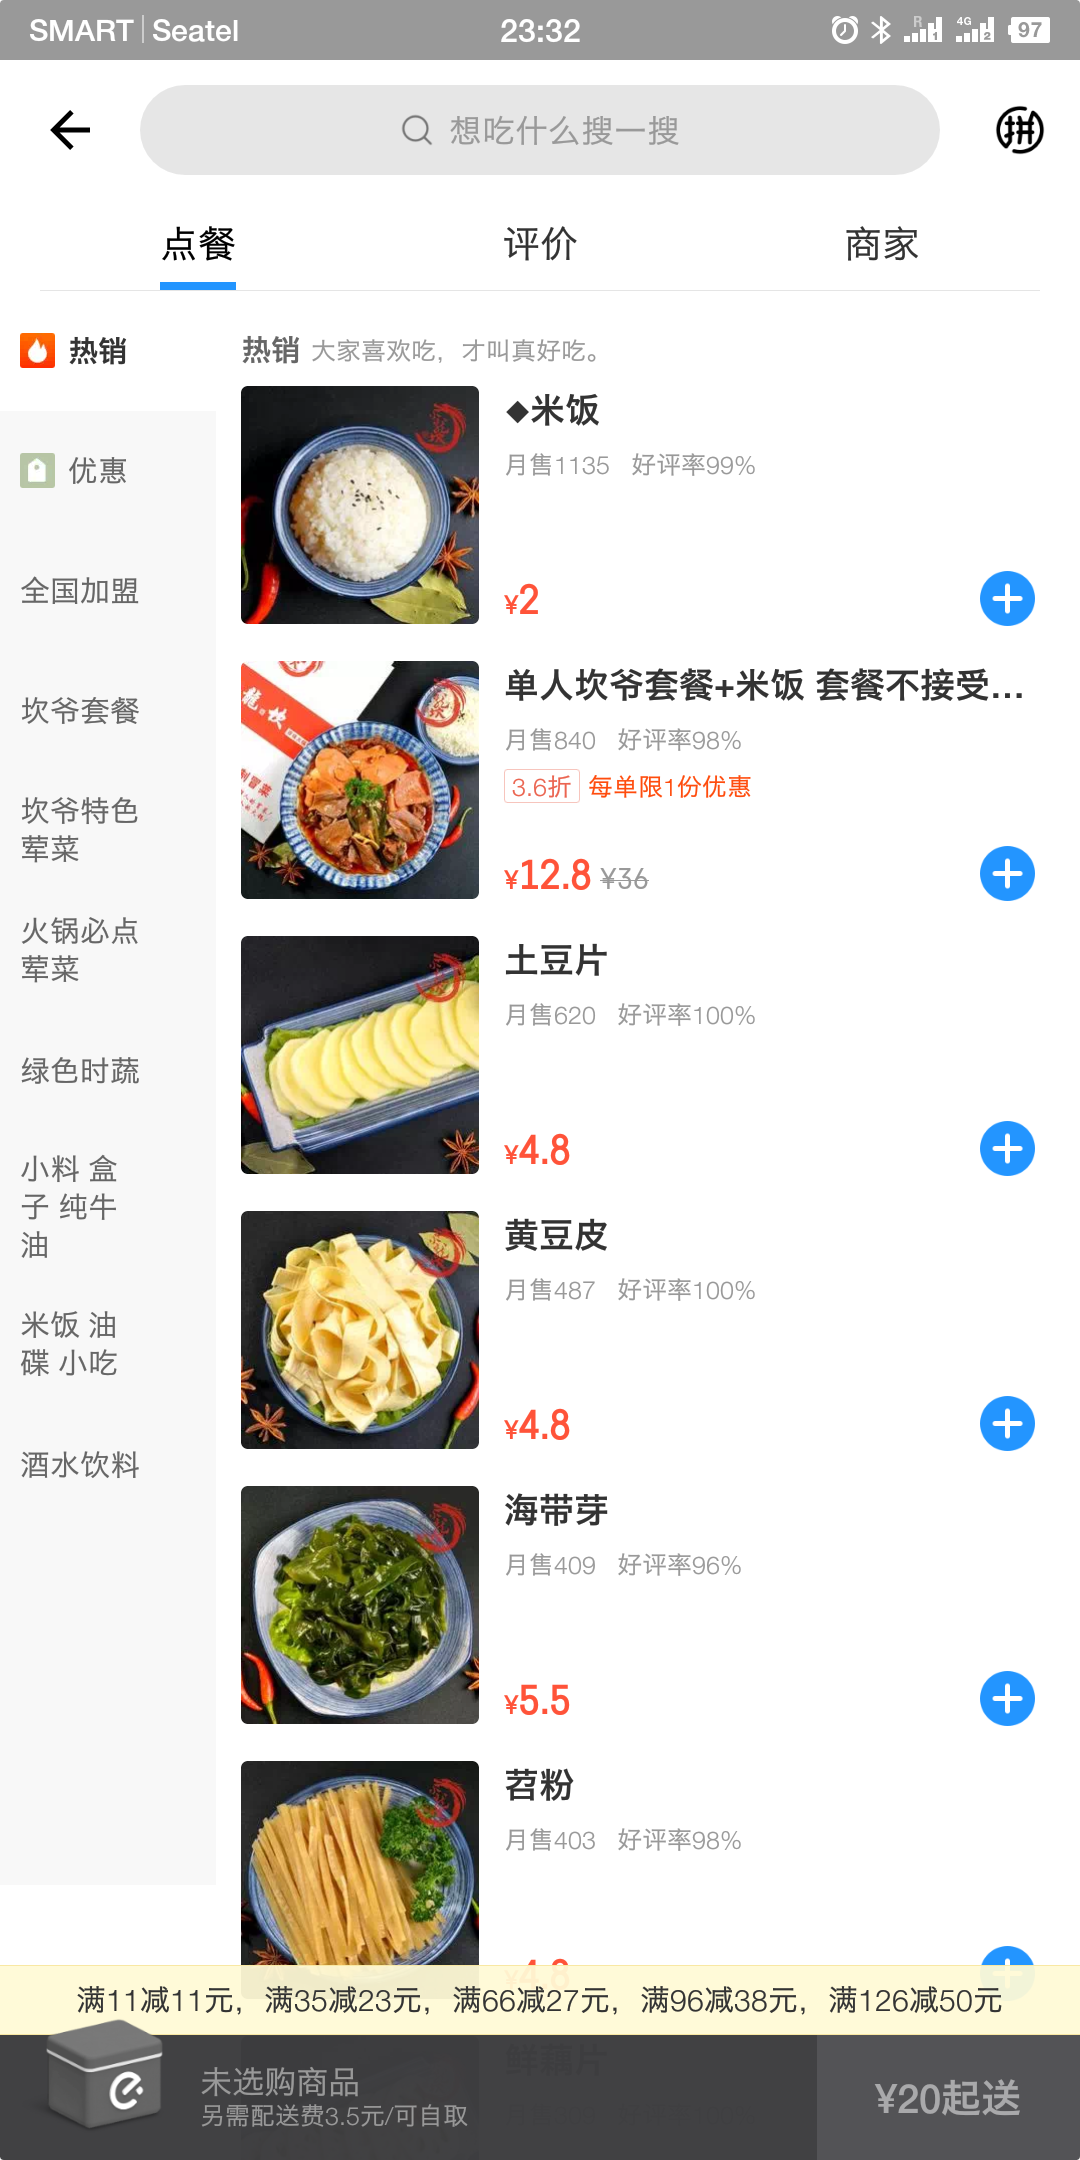 SMART | Seatel
23:32
R 1 4G 2 97
想吃什么搜一搜
拼
点餐 评价 商家
热销
优惠
全国加盟
坎爷套餐
坎爷特色
荤菜
火锅必点
荤菜
绿色时蔬
小料 盒
子 纯牛
油
米饭 油
碟 小吃
酒水饮料
热销 大家喜欢吃，才叫真好吃。
◆米饭
月售1135 好评率99%
¥2
单人坎爷套餐+米饭 套餐不接受...
月售840 好评率98%
3.6折 每单限1份优惠
¥12.8 ¥36
土豆片
月售620 好评率100%
¥4.8
黄豆皮
月售487 好评率100%
¥4.8
海带芽
月售409 好评率96%
¥5.5
苕粉
月售403 好评率98%
¥4.8
满11减11元，满35减23元，满66减27元，满96减38元，满126减50元
鲜藕片
未选购商品
另需配送费3.5元/可自取
¥20起送